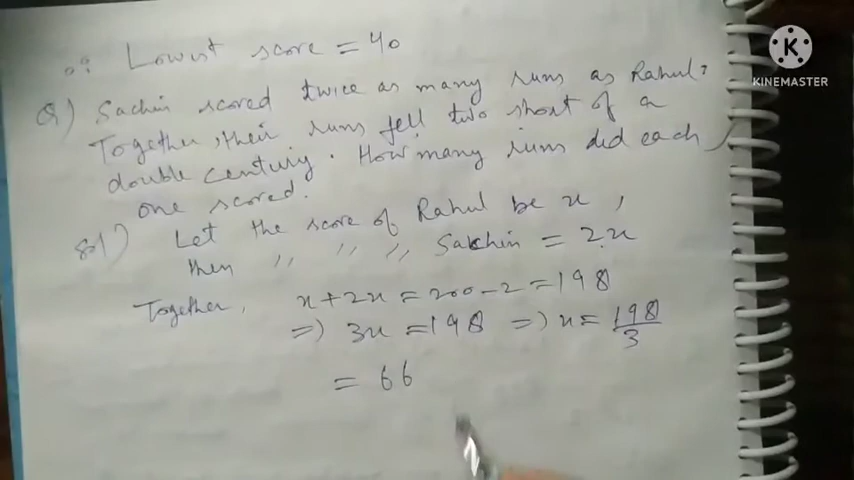 ∴ Lowest score = 40
Q) Sachin scored twice as many runs as Rahul.
Together, their runs fell two short of a
double century. How many runs did each
one scored.
Sol) Let the score of Rahul be x,
then " " " Sachin = 2x
Together, x + 2x = 200 - 2 = 198
=) 3x = 198 =) x = 198/3
= 66
KINEMASTER